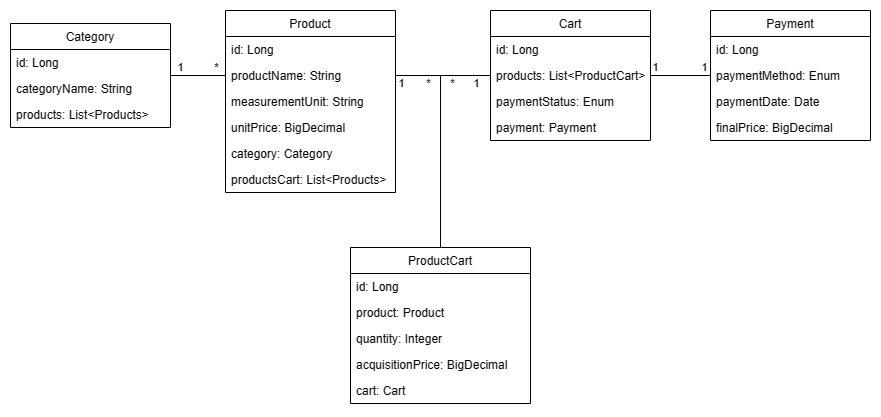 Category
id: Long
categoryName: String
products: List<Products>
1
*
Product
id: Long
productName: String
measurementUnit: String
unitPrice: BigDecimal
category: Category
productsCart: List<Products>
1
*
*
1
Cart
id: Long
products: List<ProductCart>
paymentStatus: Enum
payment: Payment
1
1
Payment
id: Long
paymentMethod: Enum
paymentDate: Date
finalPrice: BigDecimal
ProductCart
id: Long
product: Product
quantity: Integer
acquisitionPrice: BigDecimal
cart: Cart